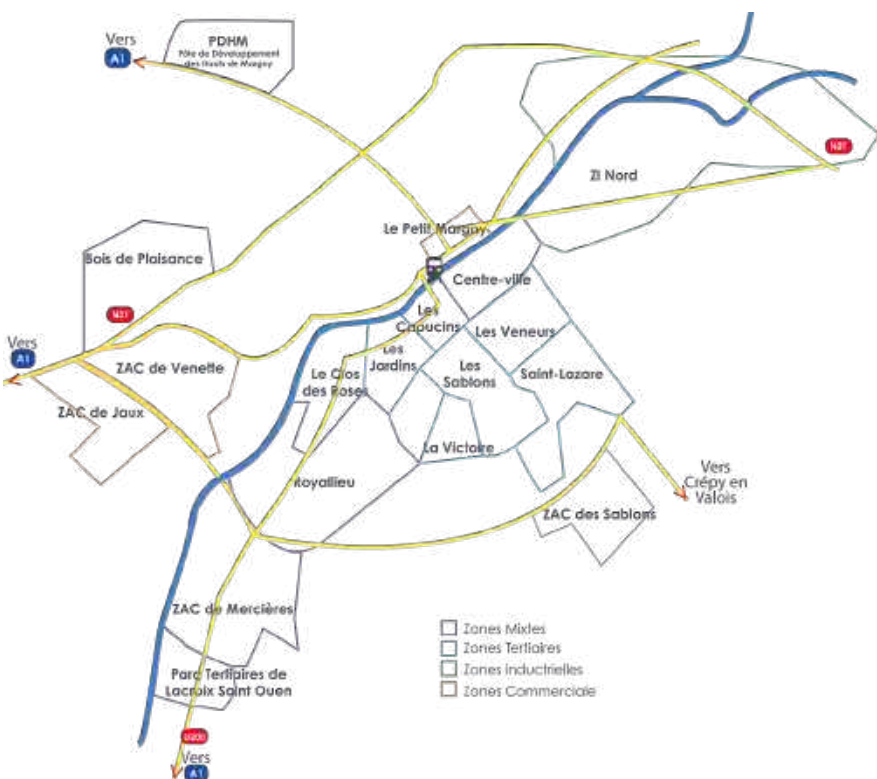 Vers
A1
PDHM
Pôle de Développement
des Hauts de Margny
N31
ZI Nord
Le Petit Margny
Bois de Plaisance
Centre-ville
N31
Les
Capucins
Les Veneurs
Vers
A1
ZAC de Venette
Les
Jardins
Le Clos
des Roses
Les
Sablons
Saint-Lazare
ZAC de Jaux
La Victoire
Royallieu
Vers
Crépy en
Valois
ZAC des Sablons
ZAC de Mercières
Zones Mixtes
Zones Tertiaires
Zones industrielles
Zones Commerciale
Parc Tertiaires de
Lacroix Saint Ouen
Vers
A1